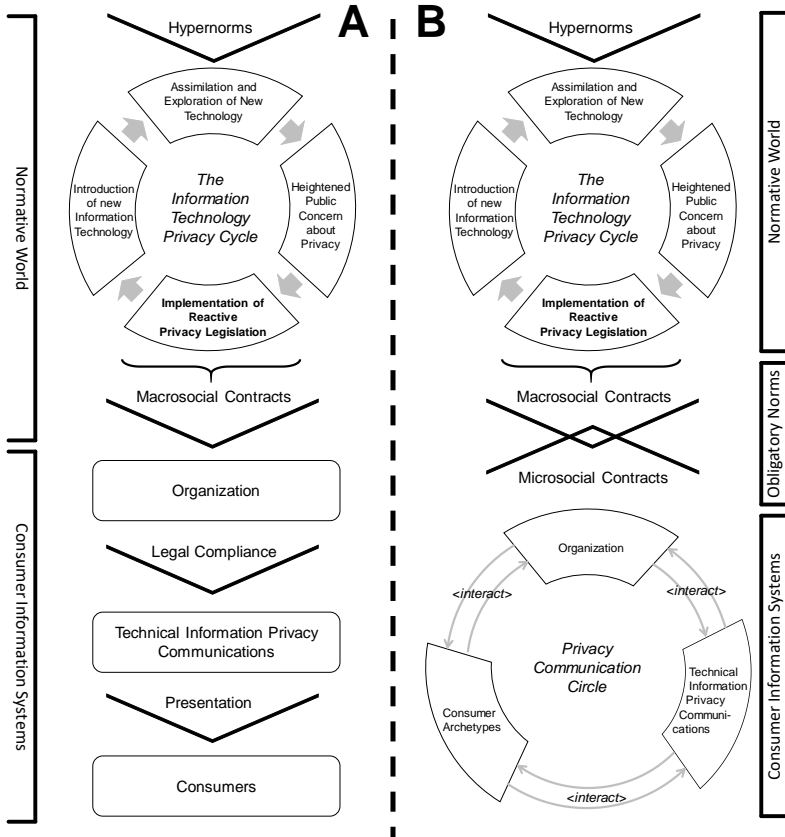 A
Hypernorms
Assimilation and
Exploration of New
Technology
Introduction
of new
Information
Technology
The
Information
Technology
Privacy Cycle
Heightened
Public
Concern
about
Privacy
Implementation of
Reactive
Privacy Legislation
Macrosocial Contracts
Normative World
Organization
Legal Compliance
Technical Information Privacy
Communications
Presentation
Consumers
Consumer Information Systems
B
Hypernorms
Assimilation and
Exploration of New
Technology
Introduction
of new
Information
Technology
The
Information
Technology
Privacy Cycle
Heightened
Public
Concern
about
Privacy
Implementation of
Reactive
Privacy Legislation
Normative World
Macrosocial Contracts
Microsocial Contracts
Obligatory Norms
Organization
<interact>
<interact>
Privacy
Communication
Circle
Consumer
Archetypes
Technical
Information
Privacy
Communi-
cations
<interact>
Consumer Information Systems